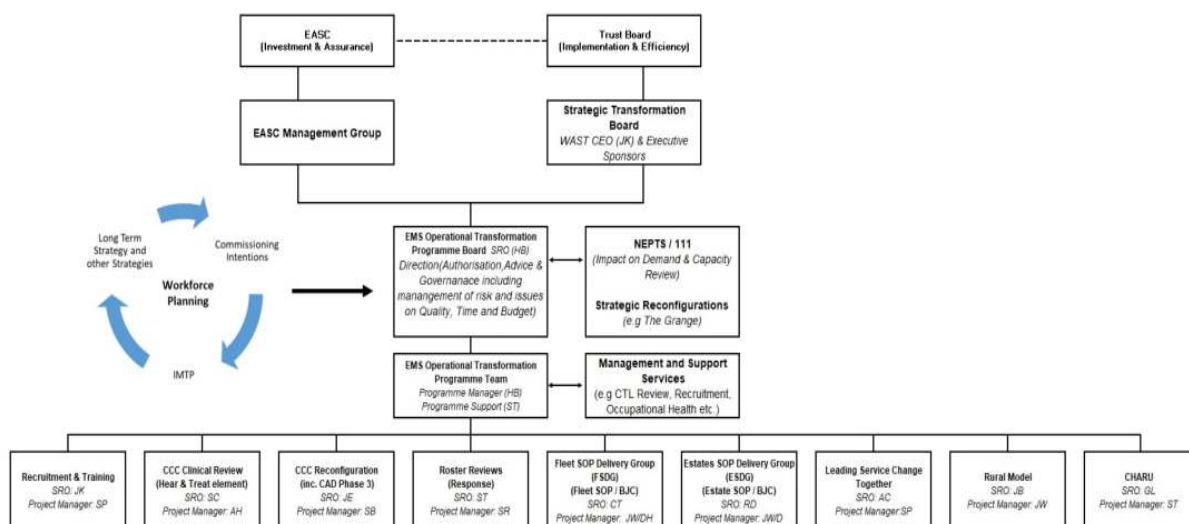 EASC
(Investment & Assurance)
Trust Board
(Implementation & Efficiency)
EASC Management Group
Strategic Transformation
Board
WAST CEO (JK) & Executive
Sponsors
Long Term
Strategy and
other Strategies
Commissioning
Intentions
Workforce
Planning
IMTP
EMS Operational Transformation
Programme Board SRO (HB)
Direction(Authorisation,Advice &
Governanace including
manangement of risk and issues
on Quality, Time and Budget)
NEPTS / 111
(Impact on Demand & Capacity
Review)
Strategic Reconfigurations
(e.g The Grange)
EMS Operational Transformation
Programme Team
Programme Manager (HB)
Programme Support (ST)
Management and Support
Services
(e.g CTL Review, Recruitment,
Occupational Health etc.)
Recruitment & Training
SRO: JK
Project Manager: SP
CCC Clinical Review
(Hear & Treat element)
SRO: SC
Project Manager: AH
CCC Reconfiguration
(inc. CAD Phase 3)
SRO: JE
Project Manager: SB
Roster Reviews
(Response)
SRO: ST
Project Manager: SR
Fleet SOP Delivery Group
(FSDG)
(Fleet SOP / BJC)
SRO: CT
Project Manager: JW/DH
Estates SOP Delivery Group
(ESDG)
(Estate SOP / BJC)
SRO: RD
Project Manager: JW/D
Leading Service Change
Together
SRO: AC
Project Manager:SP
Rural Model
SRO: JB
Project Manager: JW
CHARU
SRO: GL
Project Manager: ST